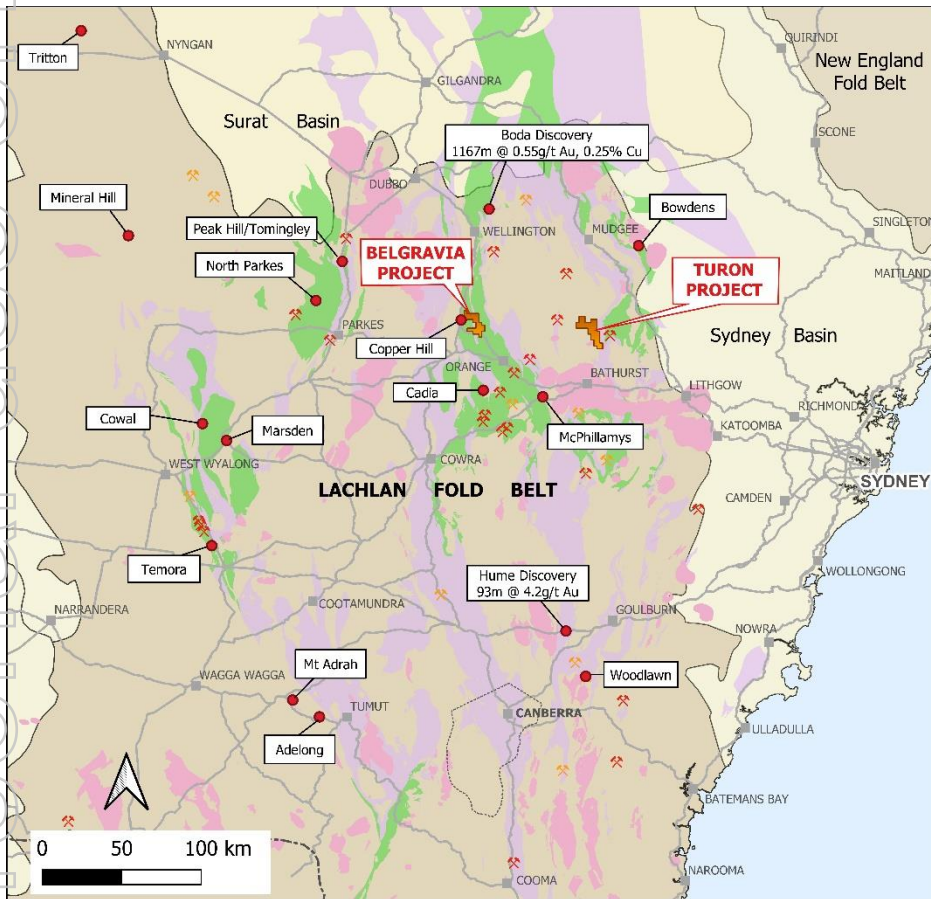 Tritton
NYNGAN
QUIRINDI
New England
Fold Belt
GILGANDRA
Surat Basin
SCONE
Boda Discovery
1167m @ 0.55g/t Au, 0.25% Cu
DUBBO
Mineral Hill
Peak Hill/Tomingley
WELLINGTON
MUDGEE
Bowdens
SINGLETON
BELGRAVIA
PROJECT
North Parkes
TURON
PROJECT
MAITLAND
PARKES
Copper Hill
Sydney Basin
ORANGE
Cadia
BATHURST
LITHGOW
RICHMOND
Cowal
Marsden
McPhillamys
KATOOMBA
WEST WYALONG
COWRA
LACHLAN FOLD BELT
CAMDEN
SYDNEY
Temora
WOLLONGONG
Hume Discovery
93m @ 4.2g/t Au
NARRANDERA
COOTAMUNDRA
GOULBURN
NOWRA
WAGGA WAGGA
Mt Adrah
Woodlawn
TUMUT
CANBERRA
ULLADULLA
Adelong
BATEMANS BAY
0 50 100 km
COOMA
NAROOMA